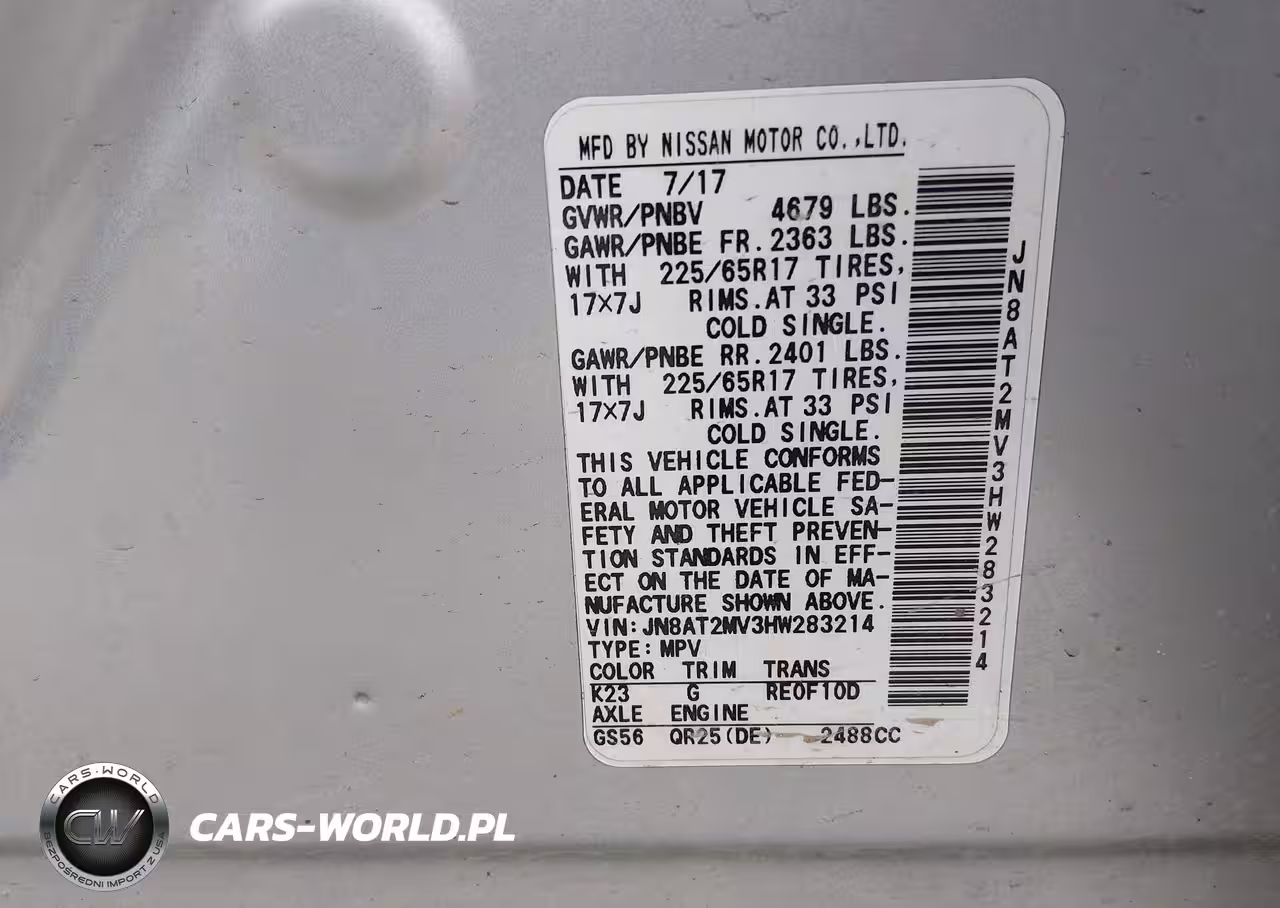 MFD BY NISSAN MOTOR CO.,LTD.
DATE 7/17
GVWR/PNBV 4679 LBS.
GAWR/PNBE FR.2363 LBS.
WITH 225/65R17 TIRES,
17×7J RIMS.AT 33 PSI
COLD SINGLE.
GAWR/PNBE RR.2401 LBS.
WITH 225/65R17 TIRES,
17×7J RIMS.AT 33 PSI
COLD SINGLE.
THIS VEHICLE CONFORMS
TO ALL APPLICABLE FED-
ERAL MOTOR VEHICLE SA-
FETY AND THEFT PREVEN-
TION STANDARDS IN EFF-
ECT ON THE DATE OF MA-
NUFACTURE SHOWN ABOVE.
VIN:JN8AT2MV3HW283214
TYPE:MPV
COLOR TRIM TRANS
K23 G RE0F10D
AXLE ENGINE
GS56 QR25(DE) 2488CC
JN8AT2MV3HW283214
CARS-WORLD
CW
BEZPOŚREDNI IMPORT Z USA
CARS-WORLD.PL